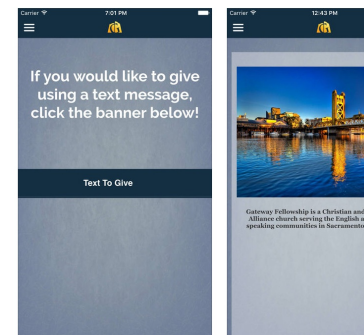 Carrier 7:01 PM
If you would like to give
using a text message,
click the banner below!
Text To Give
Carrier 12:43 PM
Gateway Fellowship is a Christian and
Alliance church serving the English a
speaking communities in Sacramento